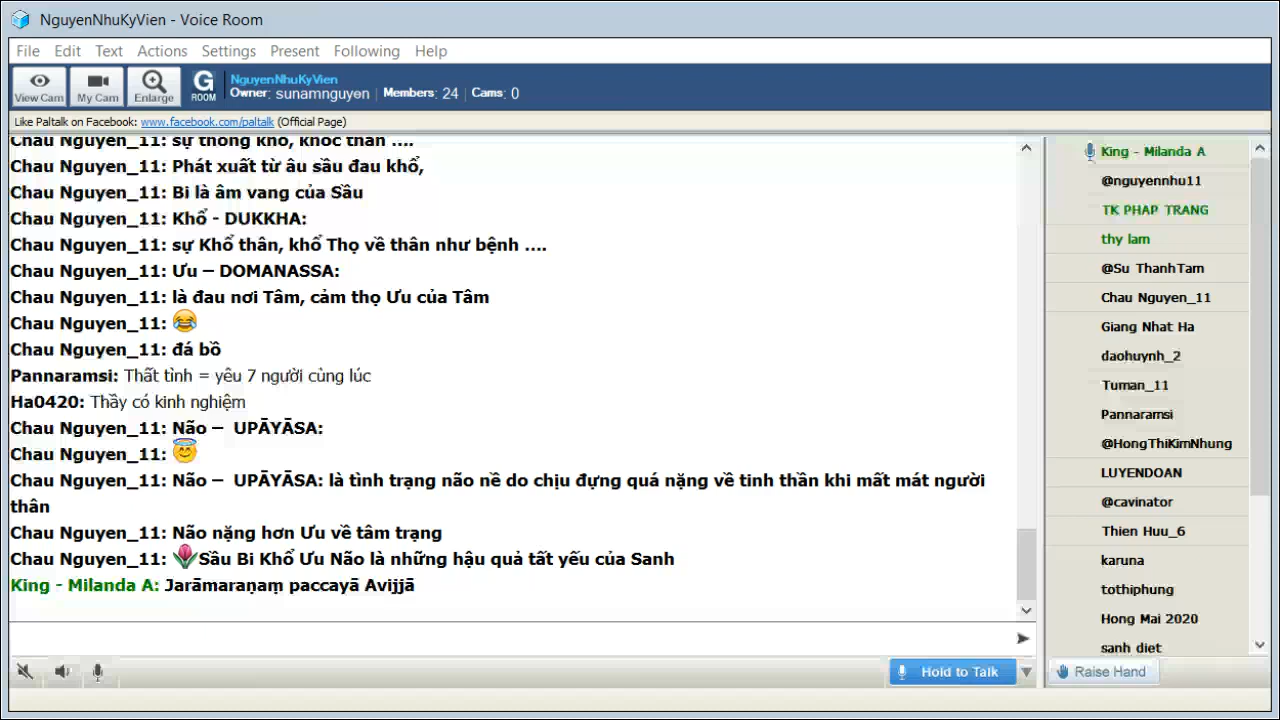 NguyenNhuKyVien - Voice Room
File Edit Text Actions Settings Present Following Help
View Cam My Cam Enlarge G ROOM NguyenNhuKyVien
Owner: sunamnguyen | Members: 24 | Cams: 0
Like Paltalk on Facebook: www.facebook.com/paltalk (Official Page)
Chau Nguyen_11: sự thống khổ, khóc than ....
Chau Nguyen_11: Phát xuất từ âu sầu đau khổ,
Chau Nguyen_11: Bi là âm vang của Sầu
Chau Nguyen_11: Khổ - DUKKHA:
Chau Nguyen_11: sự Khổ thân, khổ Thọ về thân như bệnh ....
Chau Nguyen_11: Ưu – DOMANASSA:
Chau Nguyen_11: là đau nơi Tâm, cảm thọ Ưu của Tâm
Chau Nguyen_11: 😂
Chau Nguyen_11: đá bồ
Pannaramsi: Thất tình = yêu 7 người cùng lúc
Ha0420: Thầy có kinh nghiệm
Chau Nguyen_11: Não – UPĀYĀSA:
Chau Nguyen_11: 😇
Chau Nguyen_11: Não – UPĀYĀSA: là tình trạng não nề do chịu đựng quá nặng về tinh thần khi mất mát người
thân
Chau Nguyen_11: Não nặng hơn Ưu về tâm trạng
Chau Nguyen_11: 🌷Sầu Bi Khổ Ưu Não là những hậu quả tất yếu của Sanh
King - Milanda A: Jarāmaraṇaṃ paccayā Avijjā
Hold to Talk
King - Milanda A
@nguyennhu11
TK PHAP TRANG
thy lam
@Su ThanhTam
Chau Nguyen_11
Giang Nhat Ha
daohuynh_2
Tuman_11
Pannaramsi
@HongThiKimNhung
LUYENDOAN
@cavinator
Thien Huu_6
karuna
tothiphung
Hong Mai 2020
sanh diet
Raise Hand